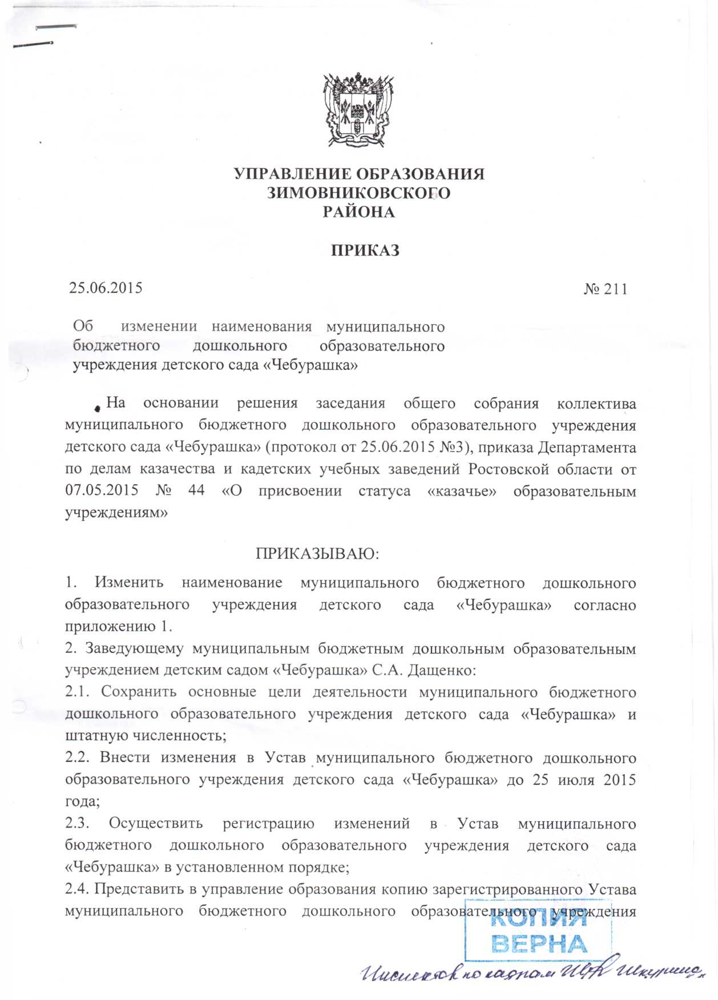 УПРАВЛЕНИЕ ОБРАЗОВАНИЯ
ЗИМОВНИКОВСКОГО
РАЙОНА
ПРИКАЗ
25.06.2015 № 211
Об изменении наименования муниципального
бюджетного дошкольного образовательного
учреждения детского сада «Чебурашка»
На основании решения заседания общего собрания коллектива
муниципального бюджетного дошкольного образовательного учреждения
детского сада «Чебурашка» (протокол от 25.06.2015 №3), приказа Департамента
по делам казачества и кадетских учебных заведений Ростовской области от
07.05.2015 № 44 «О присвоении статуса «казачье» образовательным
учреждениям»
ПРИКАЗЫВАЮ:
1. Изменить наименование муниципального бюджетного дошкольного
образовательного учреждения детского сада «Чебурашка» согласно
приложению 1.
2. Заведующему муниципальным бюджетным дошкольным образовательным
учреждением детским садом «Чебурашка» С.А. Дащенко:
2.1. Сохранить основные цели деятельности муниципального бюджетного
дошкольного образовательного учреждения детского сада «Чебурашка» и
штатную численность;
2.2. Внести изменения в Устав муниципального бюджетного дошкольного
образовательного учреждения детского сада «Чебурашка» до 25 июля 2015
года;
2.3. Осуществить регистрацию изменений в Устав муниципального
бюджетного дошкольного образовательного учреждения детского сада
«Чебурашка» в установленном порядке;
2.4. Представить в управление образования копию зарегистрированного Устава
муниципального бюджетного дошкольного образовательного учреждения
КОПИЯ
ВЕРНА
Инспектор по кадрам